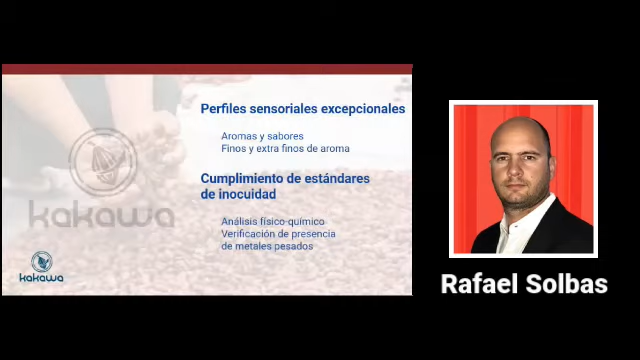 Perfiles sensoriales excepcionales
Aromas y sabores
Finos y extra finos de aroma
Cumplimiento de estándares
de inocuidad
Análisis físico-químico
Verificación de presencia
de metales pesados
kakawa
kakawa
Rafael Solbas